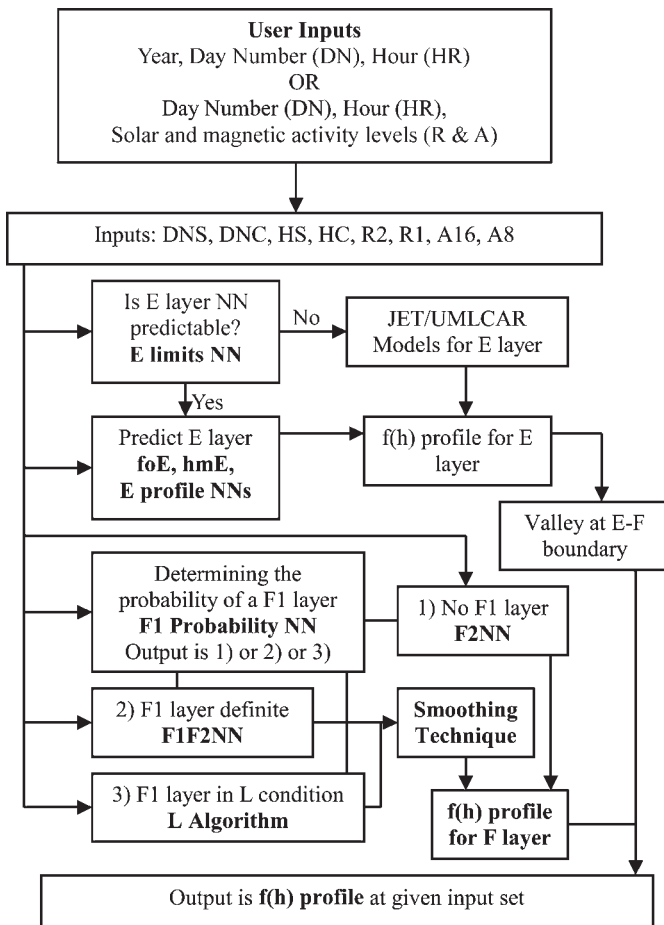 User Inputs
Year, Day Number (DN), Hour (HR)
OR
Day Number (DN), Hour (HR),
Solar and magnetic activity levels (R & A)
Inputs: DNS, DNC, HS, HC, R2, R1, A16, A8
Is E layer NN
predictable?
E limits NN
No
JET/UMLCAR
Models for E layer
Yes
Predict E layer
foE, hmE,
E profile NNs
f(h) profile for E
layer
Valley at E-F
boundary
Determining the
probability of a F1 layer
F1 Probability NN
Output is 1) or 2) or 3)
1) No F1 layer
F2NN
2) F1 layer definite
F1F2NN
Smoothing
Technique
3) F1 layer in L condition
L Algorithm
f(h) profile
for F layer
Output is f(h) profile at given input set